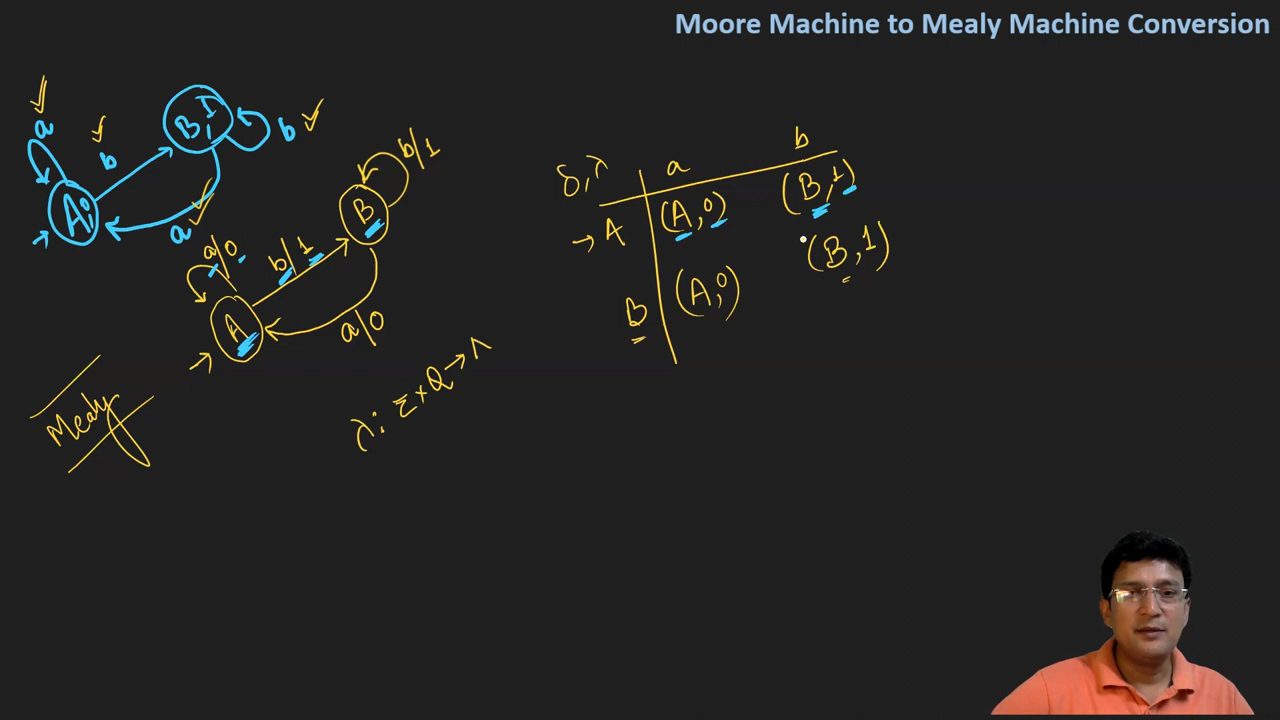 Moore Machine to Mealy Machine Conversion
a
b
A,0
B,1
b
a
a/0
b/1
b/1
A
B
a/0
Mealy
λ: Σ×Q→Λ
δ,λ a b
→A (A,0) (B,1)
B (A,0) (B,1)